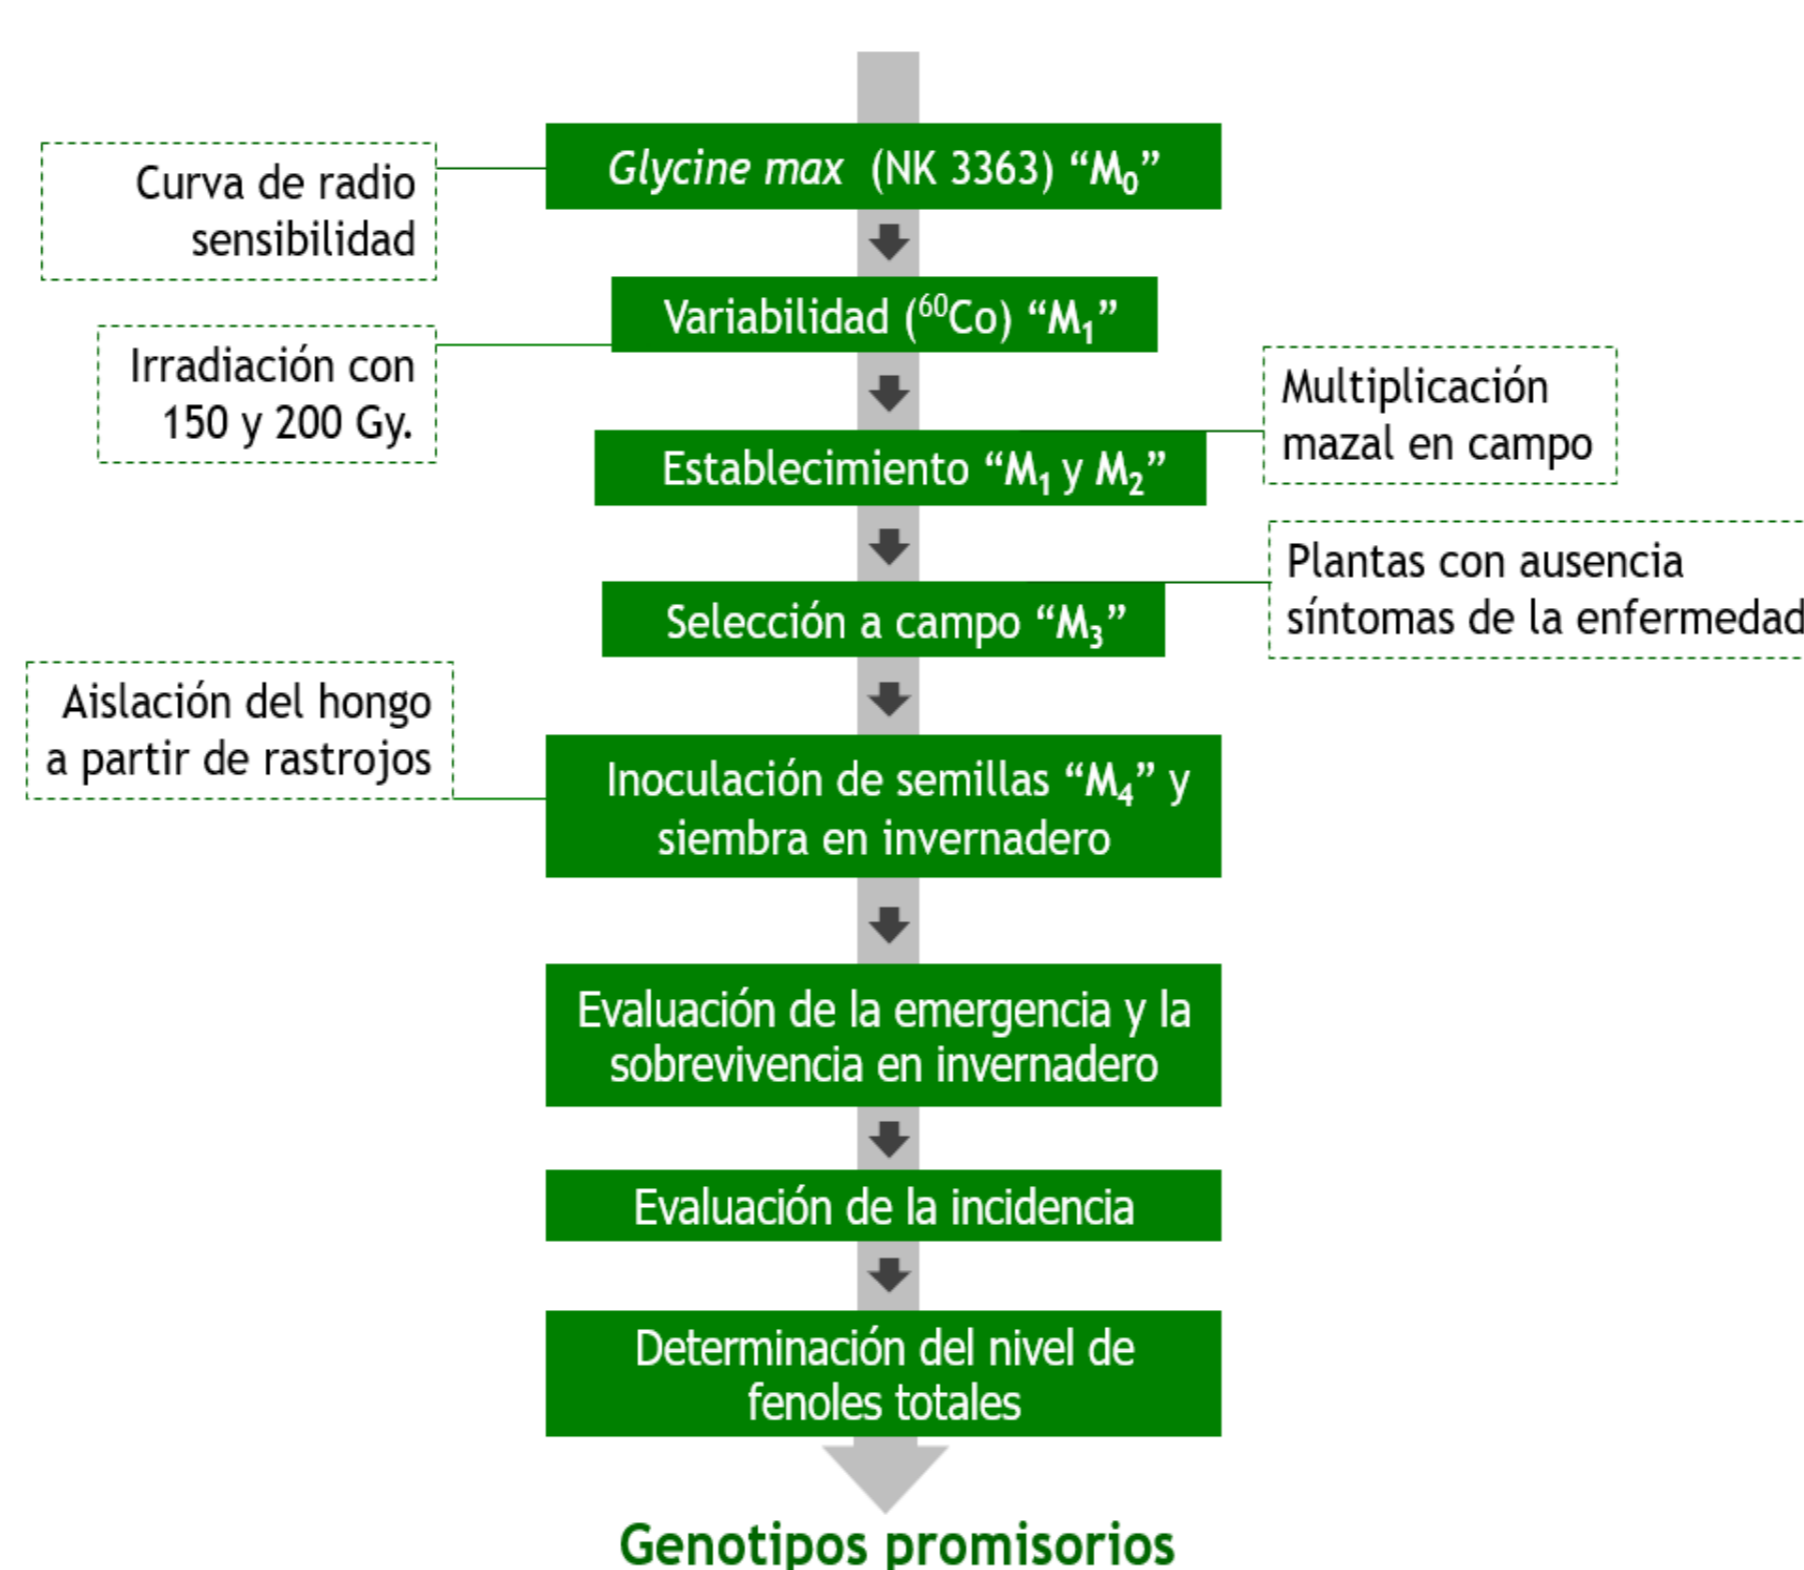 Curva de radio
sensibilidad
Glycine max (NK 3363) “M₀”
Variabilidad (⁶⁰Co) “M₁”
Irradiación con
150 y 200 Gy.
Establecimiento “M₁ y M₂”
Multiplicación
mazal en campo
Selección a campo “M₃”
Plantas con ausencia
síntomas de la enfermedad
Aislación del hongo
a partir de rastrojos
Inoculación de semillas “M₄” y
siembra en invernadero
Evaluación de la emergencia y la
sobrevivencia en invernadero
Evaluación de la incidencia
Determinación del nivel de
fenoles totales
Genotipos promisorios